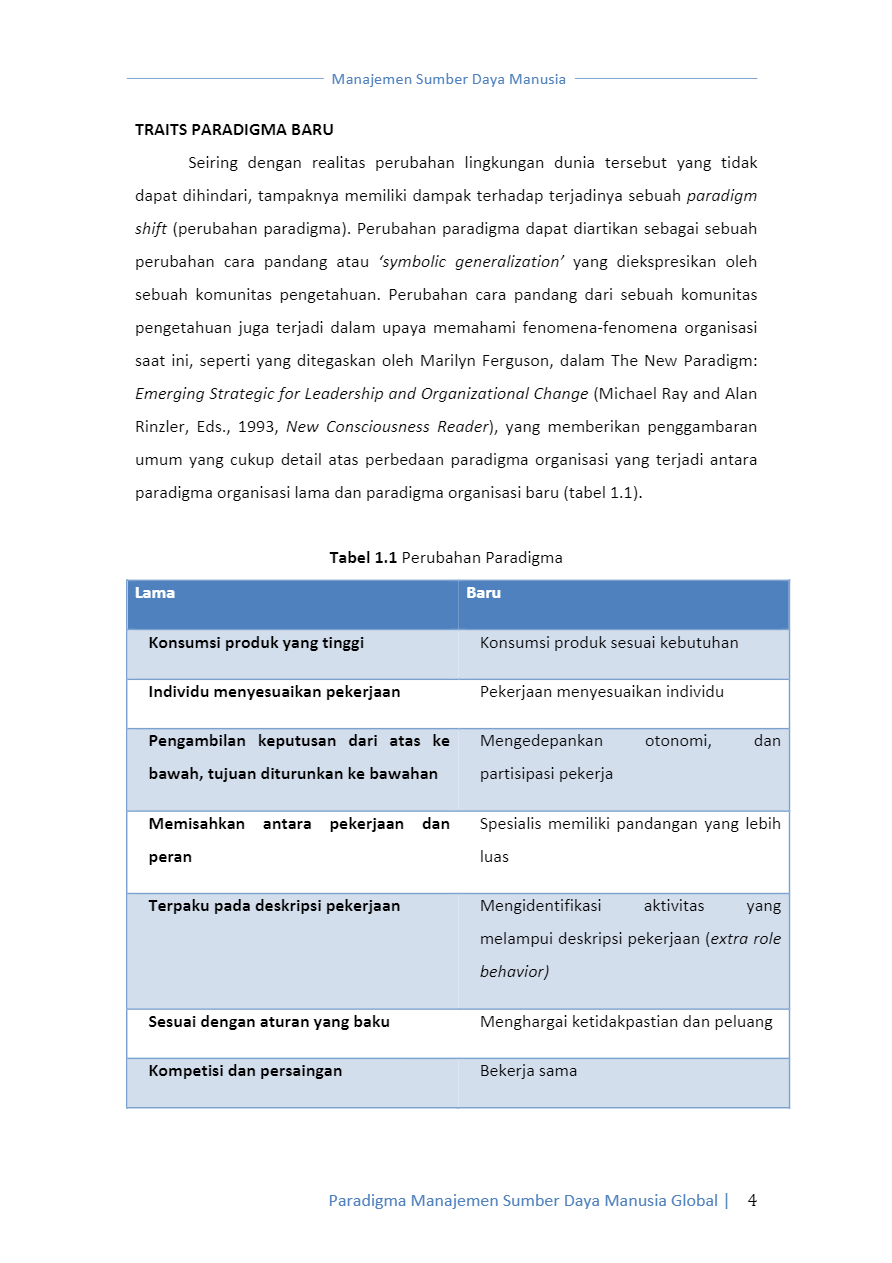 Manajemen Sumber Daya Manusia
TRAITS PARADIGMA BARU
Seiring dengan realitas perubahan lingkungan dunia tersebut yang tidak
dapat dihindari, tampaknya memiliki dampak terhadap terjadinya sebuah paradigm
shift (perubahan paradigma). Perubahan paradigma dapat diartikan sebagai sebuah
perubahan cara pandang atau ‘symbolic generalization’ yang diekspresikan oleh
sebuah komunitas pengetahuan. Perubahan cara pandang dari sebuah komunitas
pengetahuan juga terjadi dalam upaya memahami fenomena-fenomena organisasi
saat ini, seperti yang ditegaskan oleh Marilyn Ferguson, dalam The New Paradigm:
Emerging Strategic for Leadership and Organizational Change (Michael Ray and Alan
Rinzler, Eds., 1993, New Consciousness Reader), yang memberikan penggambaran
umum yang cukup detail atas perbedaan paradigma organisasi yang terjadi antara
paradigma organisasi lama dan paradigma organisasi baru (tabel 1.1).
Tabel 1.1 Perubahan Paradigma
Lama Baru
Konsumsi produk yang tinggi Konsumsi produk sesuai kebutuhan
Individu menyesuaikan pekerjaan Pekerjaan menyesuaikan individu
Pengambilan keputusan dari atas ke
bawah, tujuan diturunkan ke bawahan
Mengedepankan otonomi, dan
partisipasi pekerja
Memisahkan antara pekerjaan dan
peran
Spesialis memiliki pandangan yang lebih
luas
Terpaku pada deskripsi pekerjaan
Mengidentifikasi aktivitas yang
melampui deskripsi pekerjaan (extra role
behavior)
Sesuai dengan aturan yang baku Menghargai ketidakpastian dan peluang
Kompetisi dan persaingan Bekerja sama
Paradigma Manajemen Sumber Daya Manusia Global | 4